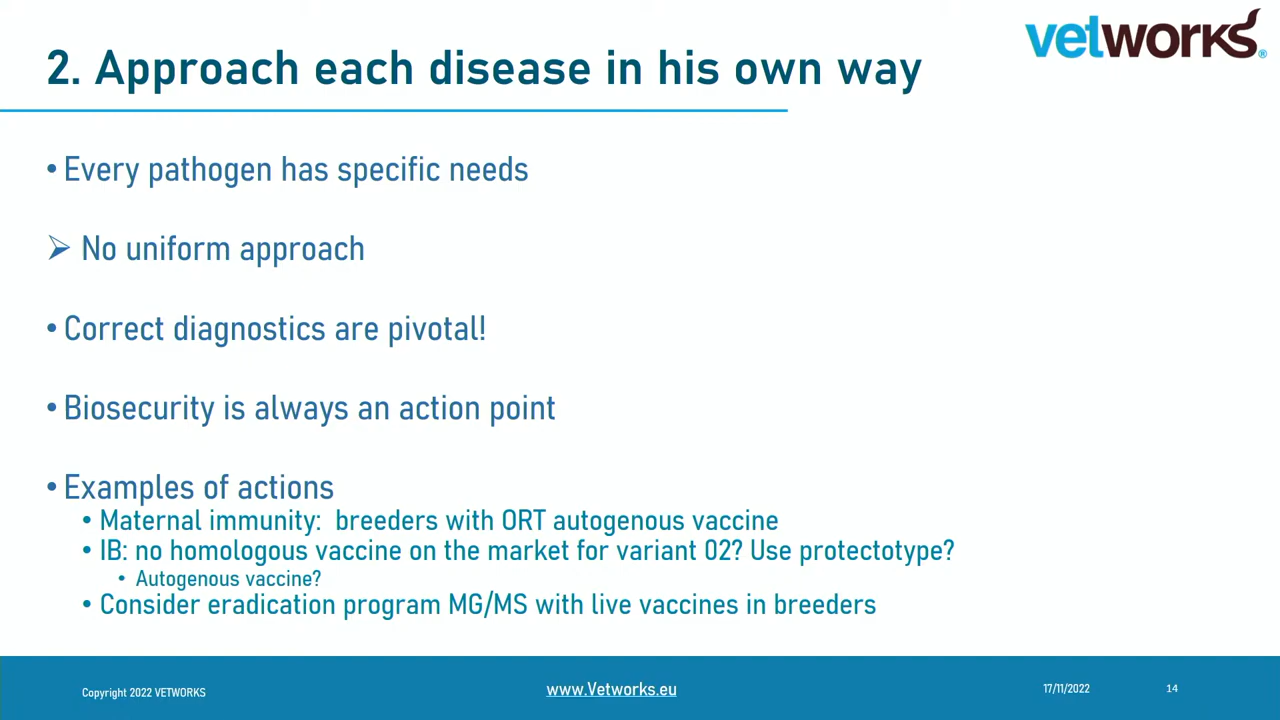 2. Approach each disease in his own way
vetworks®
• Every pathogen has specific needs
➢ No uniform approach
• Correct diagnostics are pivotal!
• Biosecurity is always an action point
• Examples of actions
• Maternal immunity: breeders with ORT autogenous vaccine
• IB: no homologous vaccine on the market for variant 02? Use protectotype?
• Autogenous vaccine?
• Consider eradication program MG/MS with live vaccines in breeders
Copyright 2022 VETWORKS
www.Vetworks.eu
17/11/2022
14